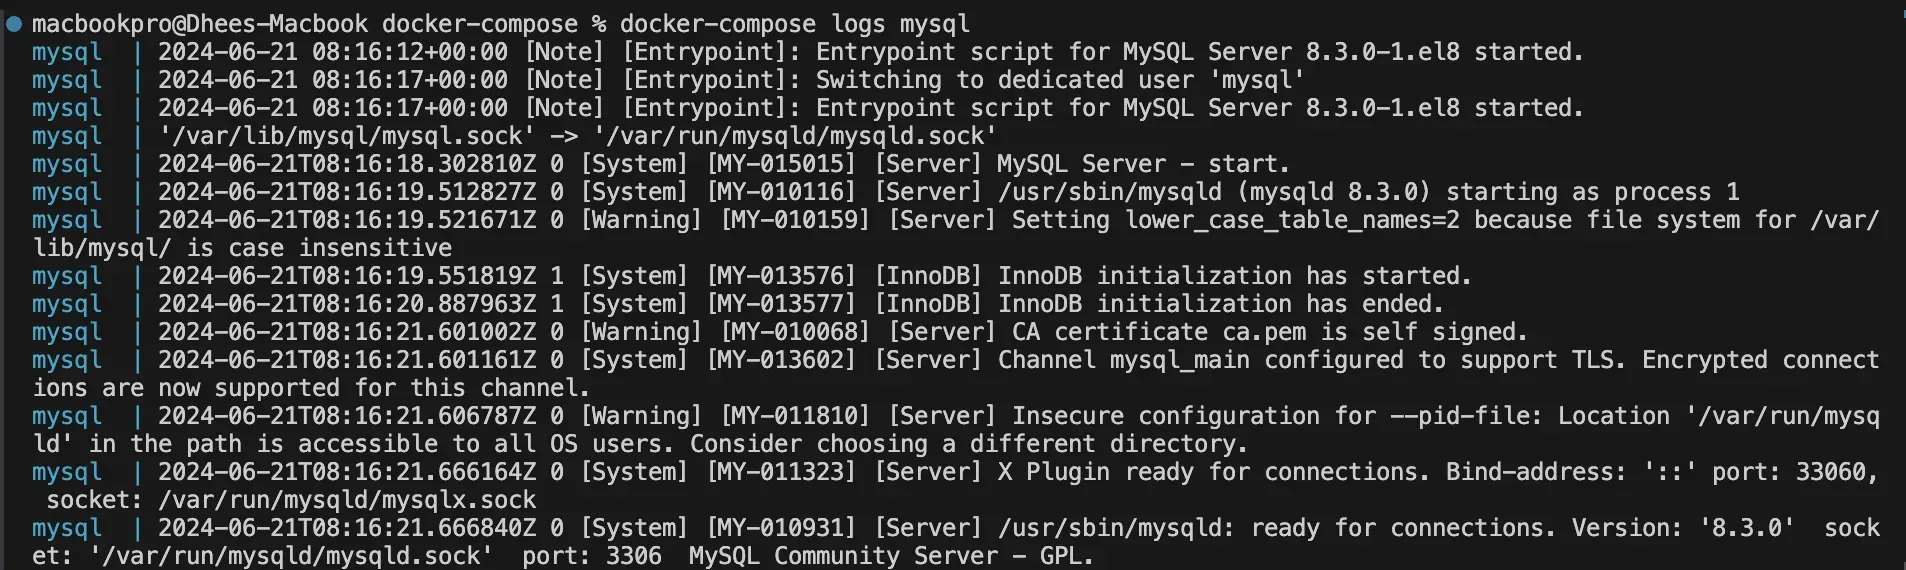 macbookpro@Dhees-Macbook docker-compose % docker-compose logs mysql
mysql  | 2024-06-21 08:16:12+00:00 [Note] [Entrypoint]: Entrypoint script for MySQL Server 8.3.0-1.el8 started.
mysql  | 2024-06-21 08:16:17+00:00 [Note] [Entrypoint]: Switching to dedicated user 'mysql'
mysql  | 2024-06-21 08:16:17+00:00 [Note] [Entrypoint]: Entrypoint script for MySQL Server 8.3.0-1.el8 started.
mysql  | '/var/lib/mysql/mysql.sock' -> '/var/run/mysqld/mysqld.sock'
mysql  | 2024-06-21T08:16:18.302810Z 0 [System] [MY-015015] [Server] MySQL Server - start.
mysql  | 2024-06-21T08:16:19.512827Z 0 [System] [MY-010116] [Server] /usr/sbin/mysqld (mysqld 8.3.0) starting as process 1
mysql  | 2024-06-21T08:16:19.521671Z 0 [Warning] [MY-010159] [Server] Setting lower_case_table_names=2 because file system for /var/
lib/mysql/ is case insensitive
mysql  | 2024-06-21T08:16:19.551819Z 1 [System] [MY-013576] [InnoDB] InnoDB initialization has started.
mysql  | 2024-06-21T08:16:20.887963Z 1 [System] [MY-013577] [InnoDB] InnoDB initialization has ended.
mysql  | 2024-06-21T08:16:21.601002Z 0 [Warning] [MY-010068] [Server] CA certificate ca.pem is self signed.
mysql  | 2024-06-21T08:16:21.601161Z 0 [System] [MY-013602] [Server] Channel mysql_main configured to support TLS. Encrypted connect
ions are now supported for this channel.
mysql  | 2024-06-21T08:16:21.606787Z 0 [Warning] [MY-011810] [Server] Insecure configuration for --pid-file: Location '/var/run/mysq
ld' in the path is accessible to all OS users. Consider choosing a different directory.
mysql  | 2024-06-21T08:16:21.666164Z 0 [System] [MY-011323] [Server] X Plugin ready for connections. Bind-address: '::' port: 33060,
 socket: /var/run/mysqld/mysqlx.sock
mysql  | 2024-06-21T08:16:21.666840Z 0 [System] [MY-010931] [Server] /usr/sbin/mysqld: ready for connections. Version: '8.3.0'  sock
et: '/var/run/mysqld/mysqld.sock'  port: 3306  MySQL Community Server - GPL.